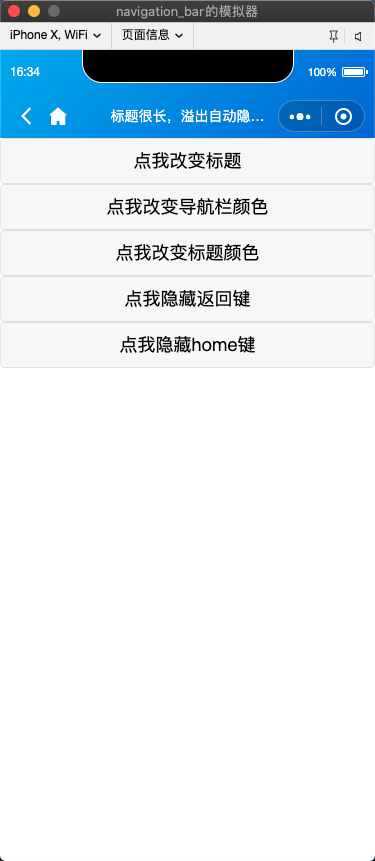 navigation_bar的模拟器
iPhone X, WiFi 页面信息
16:34 100%
标题很长，溢出自动隐...
点我改变标题
点我改变导航栏颜色
点我改变标题颜色
点我隐藏返回键
点我隐藏home键